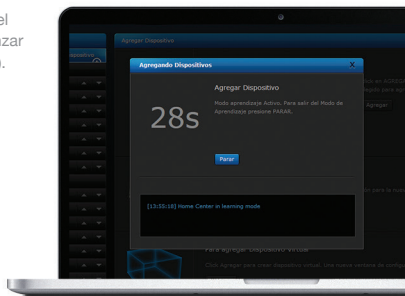 el
zar
).
Agregar Dispositivo
Agregando Dispositivos
X
Agregar Dispositivo
28s
Modo aprendizaje Activo. Para salir del Modo de
Aprendizaje presione PARAR.
Agregar
Parar
[13:55:18] Home Center in learning mode
Para agregar Dispositivo Virtual